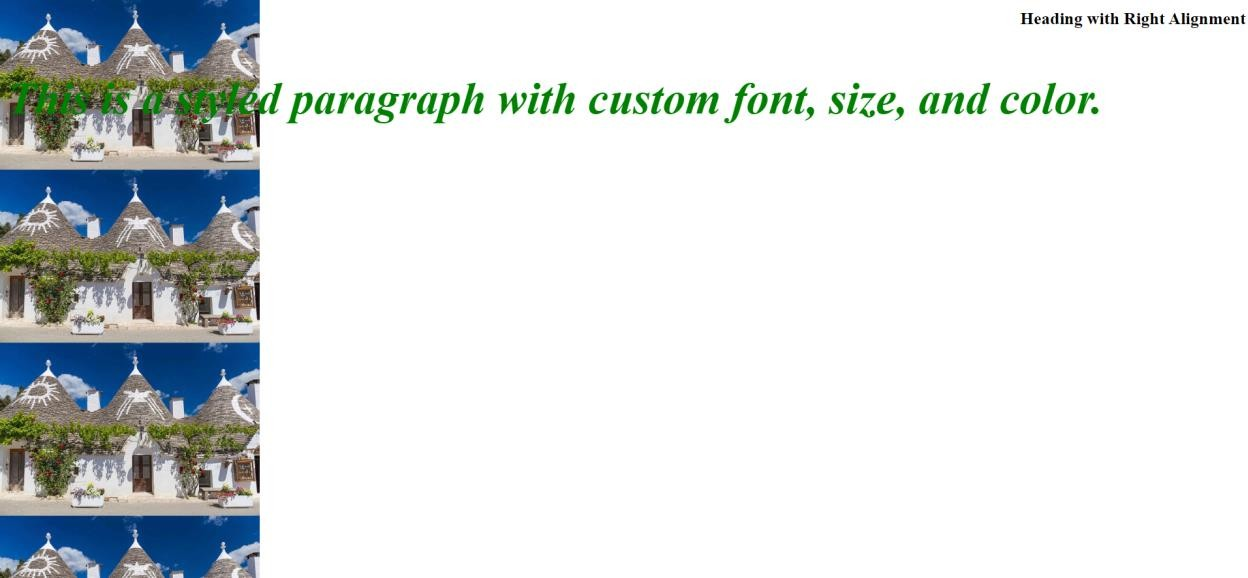 Heading with Right Alignment
This is a styled paragraph with custom font, size, and color.